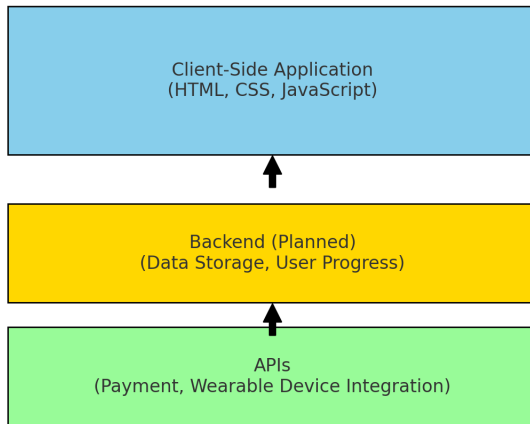 Client-Side Application
(HTML, CSS, JavaScript)
Backend (Planned)
(Data Storage, User Progress)
APIs
(Payment, Wearable Device Integration)